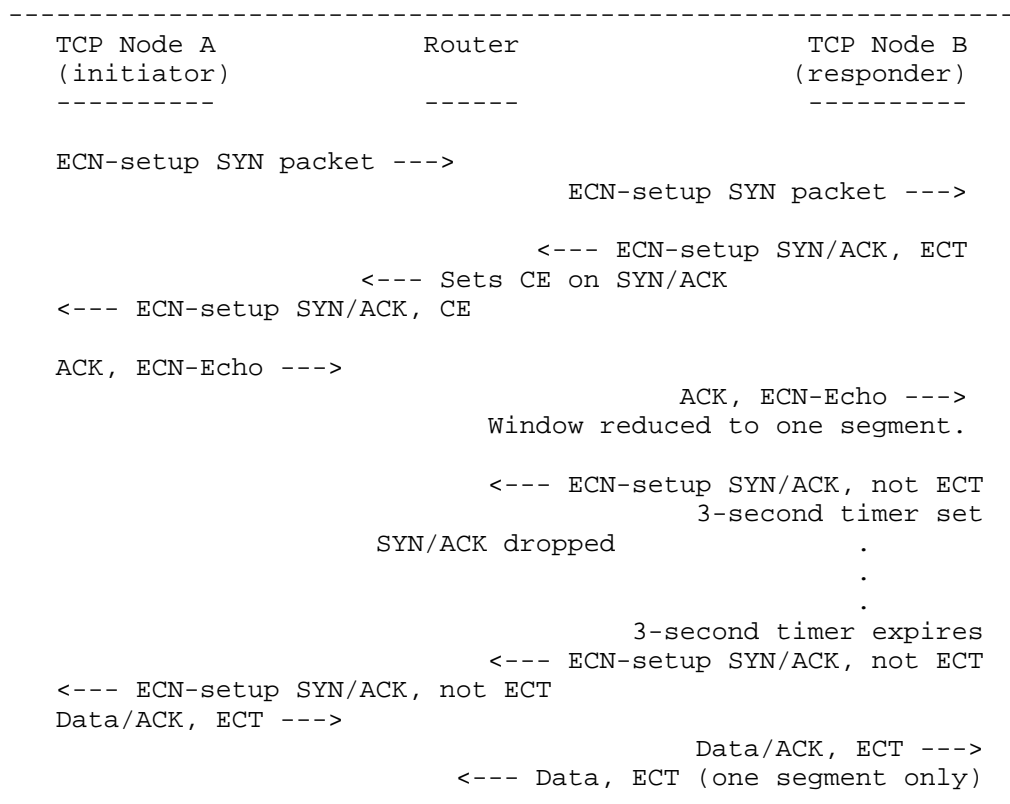 ---------------------------------------------------------------
TCP Node A             Router                  TCP Node B
(initiator)                                   (responder)
----------             ------                  ----------
ECN-setup SYN packet --->
ECN-setup SYN packet --->
<--- ECN-setup SYN/ACK, ECT
<--- Sets CE on SYN/ACK
<--- ECN-setup SYN/ACK, CE
ACK, ECN-Echo --->
ACK, ECN-Echo --->
Window reduced to one segment.
<--- ECN-setup SYN/ACK, not ECT
3-second timer set
SYN/ACK dropped               .
.
.
3-second timer expires
<--- ECN-setup SYN/ACK, not ECT
<--- ECN-setup SYN/ACK, not ECT
Data/ACK, ECT --->
Data/ACK, ECT --->
<--- Data, ECT (one segment only)